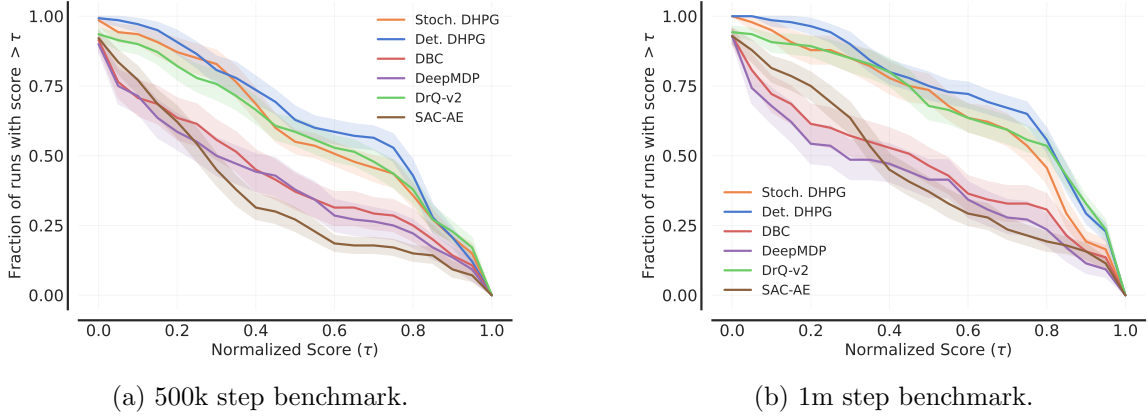 1.00
0.75
0.50
0.25
0.00
Fraction of runs with score > τ
Stoch. DHPG
Det. DHPG
DBC
DeepMDP
DrQ-v2
SAC-AE
0.0 0.2 0.4 0.6 0.8 1.0
Normalized Score (τ)
(a) 500k step benchmark.
1.00
0.75
0.50
0.25
0.00
Fraction of runs with score > τ
Stoch. DHPG
Det. DHPG
DBC
DeepMDP
DrQ-v2
SAC-AE
0.0 0.2 0.4 0.6 0.8 1.0
Normalized Score (τ)
(b) 1m step benchmark.